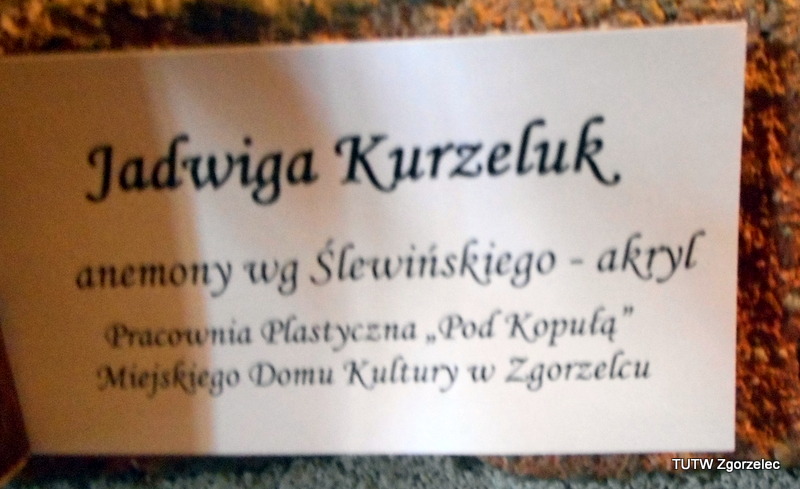 Jadwiga Kurzeluk
anemony wg Ślewińskiego - akryl
Pracownia Plastyczna „Pod Kopułą”
Miejskiego Domu Kultury w Zgorzelcu
TUTW Zgorzelec